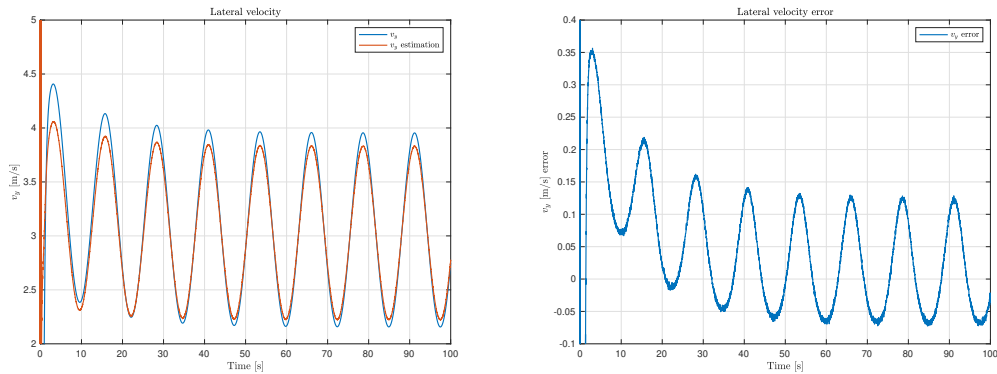 Lateral velocity
v_y
v_y estimation
5
4.5
4
3.5
3
2.5
2
v_y [m/s]
0 10 20 30 40 50 60 70 80 90 100
Time [s]
Lateral velocity error
v_y error
0.4
0.35
0.3
0.25
0.2
0.15
0.1
0.05
0
-0.05
-0.1
v_y [m/s] error
0 10 20 30 40 50 60 70 80 90 100
Time [s]